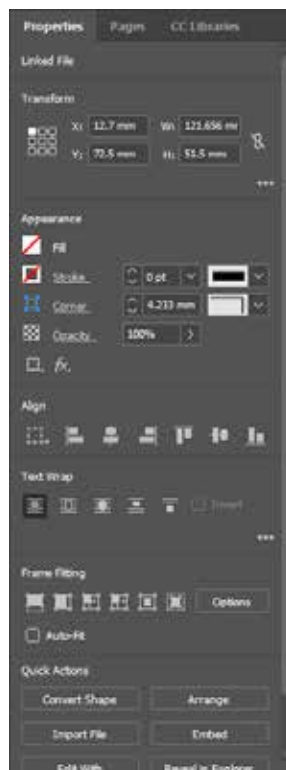 Properties Pages CC Libraries
Linked File
Transform
X: 12.7 mm W: 121.656 mr
Y: 72.5 mm H: 51.5 mm
Appearance
Fill
Stroke 0 pt
Corner 4.233 mm
Opacity 100%
fx.
Align
Text Wrap
Invert
Frame Fitting
Options
Auto-Fit
Quick Actions
Convert Shape Arrange
Import File Embed
Edit With Reveal in Explorer